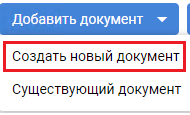 Добавить документ
Создать новый документ
Существующий документ